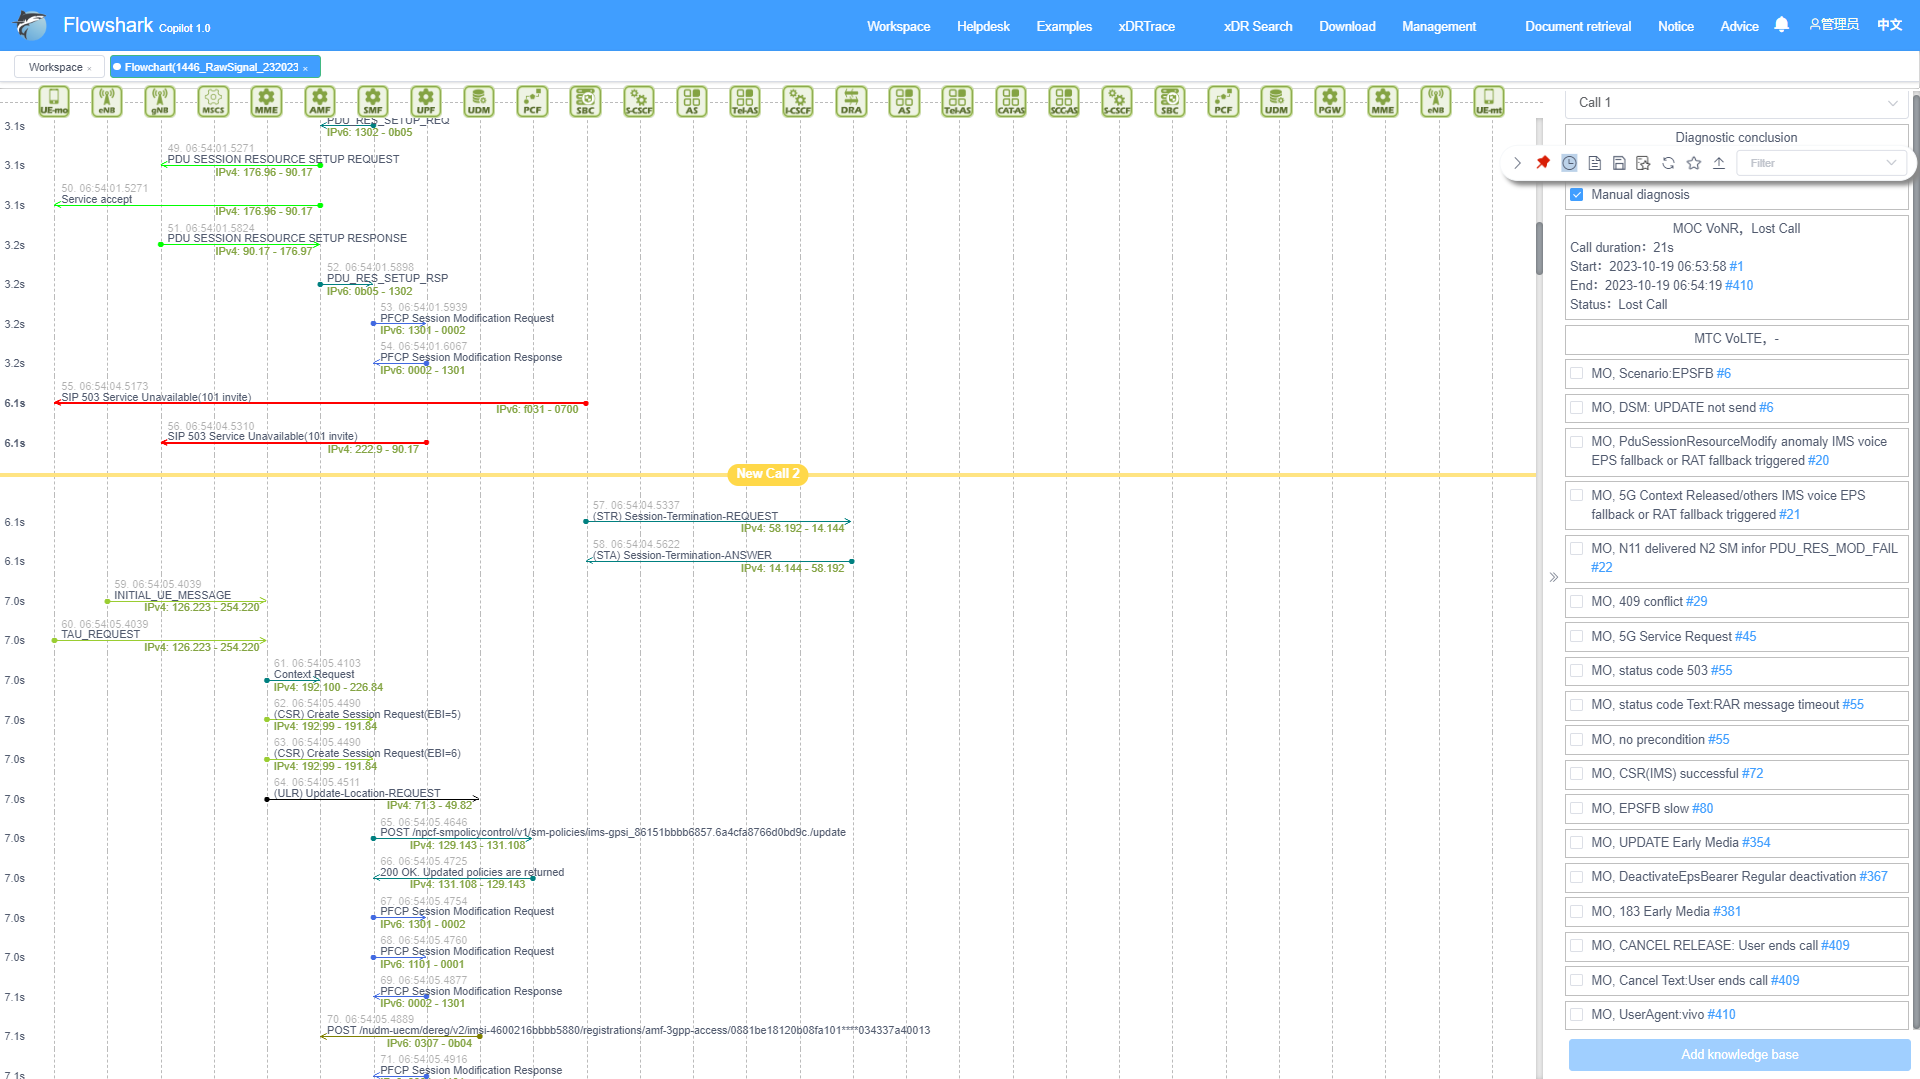 Flowshark Copilot 1.0
Workspace Helpdesk Examples xDRTrace xDR Search Download Management Document retrieval Notice Advice 管理员 中文
Workspace × Flowchart(1446_RawSignal_232023 ×
UE-mo eNB gNB MSCS MME AMF SMF UPF UDM PCF SBC S-CSCF AS Tel-AS I-CSCF DRA AS Tel-AS CATAS SCCAS S-CSCF SBC PCF UDM PGW MME eNB UE-mt
3.1s
PDU_RES_SETUP_REQ
IPv6: 1302 - 0b05
49. 06:54:01.5271
3.1s
PDU SESSION RESOURCE SETUP REQUEST
IPv4: 176.96 - 90.17
50. 06:54:01.5271
3.1s
Service accept
IPv4: 176.96 - 90.17
51. 06:54:01.5824
3.2s
PDU SESSION RESOURCE SETUP RESPONSE
IPv4: 90.17 - 176.97
52. 06:54:01.5898
3.2s
PDU_RES_SETUP_RSP
IPv6: 0b05 - 1302
53. 06:54:01.5939
3.2s
PFCP Session Modification Request
IPv6: 1301 - 0002
54. 06:54:01.6067
3.2s
PFCP Session Modification Response
IPv6: 0002 - 1301
55. 06:54:04.5173
6.1s
SIP 503 Service Unavailable(101 invite)
IPv6: f031 - 0700
56. 06:54:04.5310
6.1s
SIP 503 Service Unavailable(101 invite)
IPv4: 222.9 - 90.17
New Call 2
57. 06:54:04.5337
6.1s
(STR) Session-Termination-REQUEST
IPv4: 58.192 - 14.144
58. 06:54:04.5622
6.1s
(STA) Session-Termination-ANSWER
IPv4: 14.144 - 58.192
59. 06:54:05.4039
7.0s
INITIAL_UE_MESSAGE
IPv4: 126.223 - 254.220
60. 06:54:05.4039
7.0s
TAU_REQUEST
IPv4: 126.223 - 254.220
61. 06:54:05.4103
7.0s
Context Request
IPv4: 192.100 - 226.84
62. 06:54:05.4490
7.0s
(CSR) Create Session Request(EBI=5)
IPv4: 192.99 - 191.84
63. 06:54:05.4490
7.0s
(CSR) Create Session Request(EBI=6)
IPv4: 192.99 - 191.84
64. 06:54:05.4511
7.0s
(ULR) Update-Location-REQUEST
IPv4: 71.3 - 49.82
65. 06:54:05.4646
7.0s
POST /npcf-smpolicycontrol/v1/sm-policies/ims-gpsi_86151bbbb6857.6a4cfa8766d0bd9c./update
IPv4: 129.143 - 131.108
66. 06:54:05.4725
7.0s
200 OK. Updated policies are returned
IPv4: 131.108 - 129.143
67. 06:54:05.4754
7.0s
PFCP Session Modification Request
IPv6: 1301 - 0002
68. 06:54:05.4760
7.0s
PFCP Session Modification Request
IPv6: 1101 - 0001
69. 06:54:05.4877
7.1s
PFCP Session Modification Response
IPv6: 0002 - 1301
70. 06:54:05.4889
7.1s
POST /nudm-uecm/dereg/v2/imsi-4600216bbbb5880/registrations/amf-3gpp-access/0881be18120b08fa101****034337a40013
IPv6: 0307 - 0b04
71. 06:54:05.4916
7.1s
PFCP Session Modification Response
Call 1
Diagnostic conclusion
Filter
Manual diagnosis
MOC VoNR，Lost Call
Call duration：21s
Start：2023-10-19 06:53:58 #1
End：2023-10-19 06:54:19 #410
Status：Lost Call
MTC VoLTE，-
MO, Scenario:EPSFB #6
MO, DSM: UPDATE not send #6
MO, PduSessionResourceModify anomaly IMS voice
EPS fallback or RAT fallback triggered #20
MO, 5G Context Released/others IMS voice EPS
fallback or RAT fallback triggered #21
MO, N11 delivered N2 SM infor PDU_RES_MOD_FAIL
#22
MO, 409 conflict #29
MO, 5G Service Request #45
MO, status code 503 #55
MO, status code Text:RAR message timeout #55
MO, no precondition #55
MO, CSR(IMS) successful #72
MO, EPSFB slow #80
MO, UPDATE Early Media #354
MO, DeactivateEpsBearer Regular deactivation #367
MO, 183 Early Media #381
MO, CANCEL RELEASE: User ends call #409
MO, Cancel Text:User ends call #409
MO, UserAgent:vivo #410
Add knowledge base